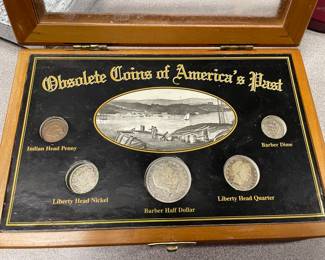 Obsolete Coins of America's Past
Indian Head Penny
Barber Dime
Liberty Head Nickel
Liberty Head Quarter
Barber Half Dollar